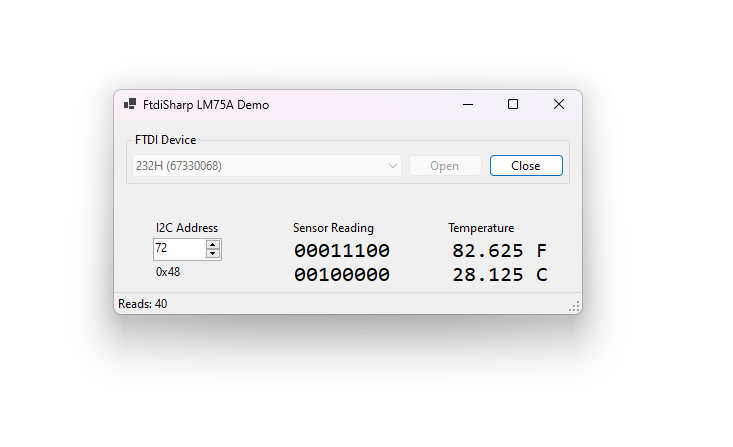 FtdiSharp LM75A Demo
FTDI Device
232H (67330068)
Open
Close
I2C Address
Sensor Reading
Temperature
72
00011100
82.625 F
0x48
00100000
28.125 C
Reads: 40